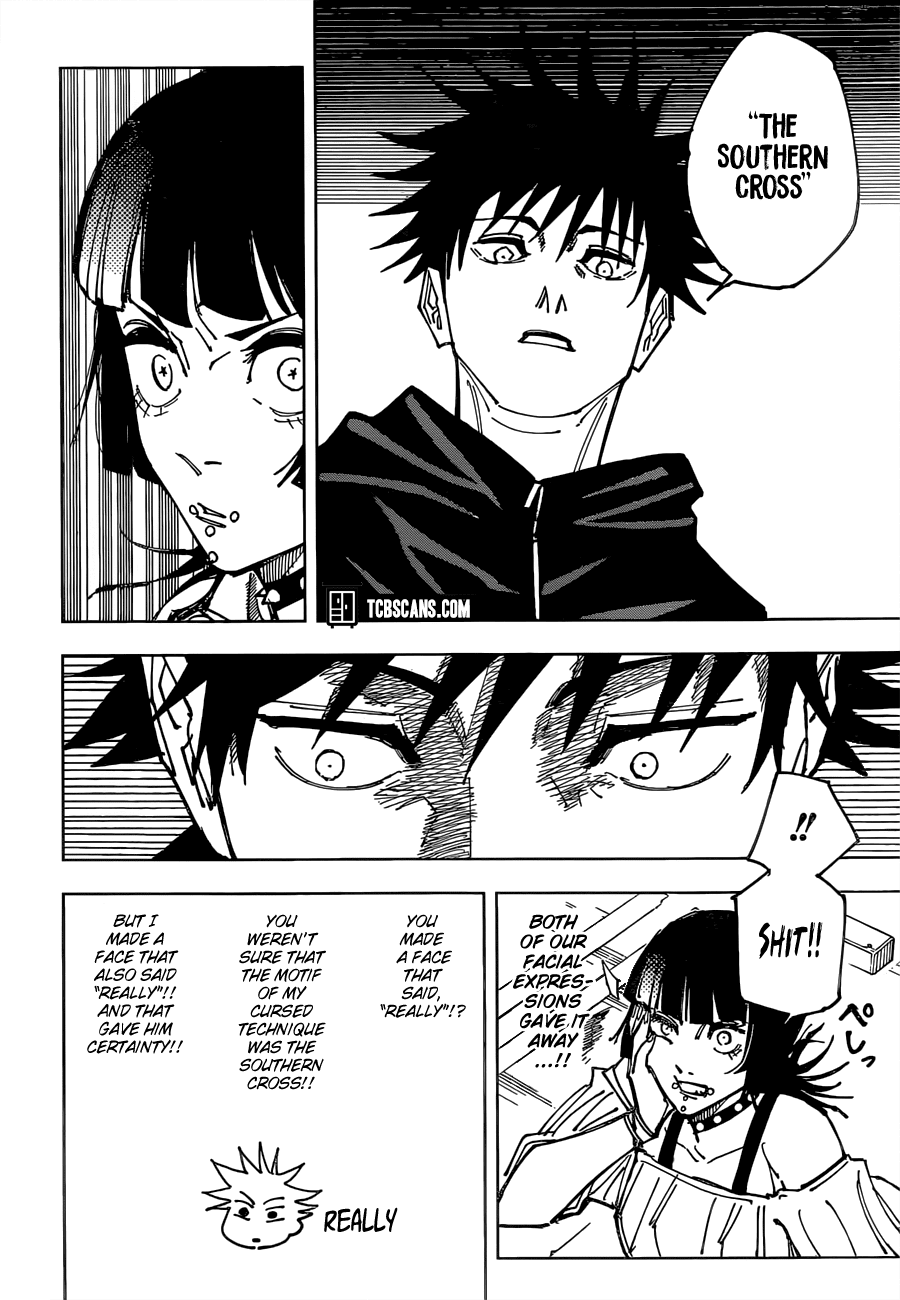 “THE
SOUTHERN
CROSS”
TCBSCANS.COM
!!
SHIT!!
BOTH
OF OUR
FACIAL
EXPRES-
SIONS
GAVE IT
AWAY
...!!
ペしっ
YOU
MADE
A FACE
THAT
SAID,
“REALLY”!?
YOU
WEREN'T
SURE THAT
THE MOTIF
OF MY
CURSED
TECHNIQUE
WAS THE
SOUTHERN
CROSS!!
BUT I
MADE A
FACE THAT
ALSO SAID
“REALLY”!!
AND THAT
GAVE HIM
CERTAINTY!!
REALLY